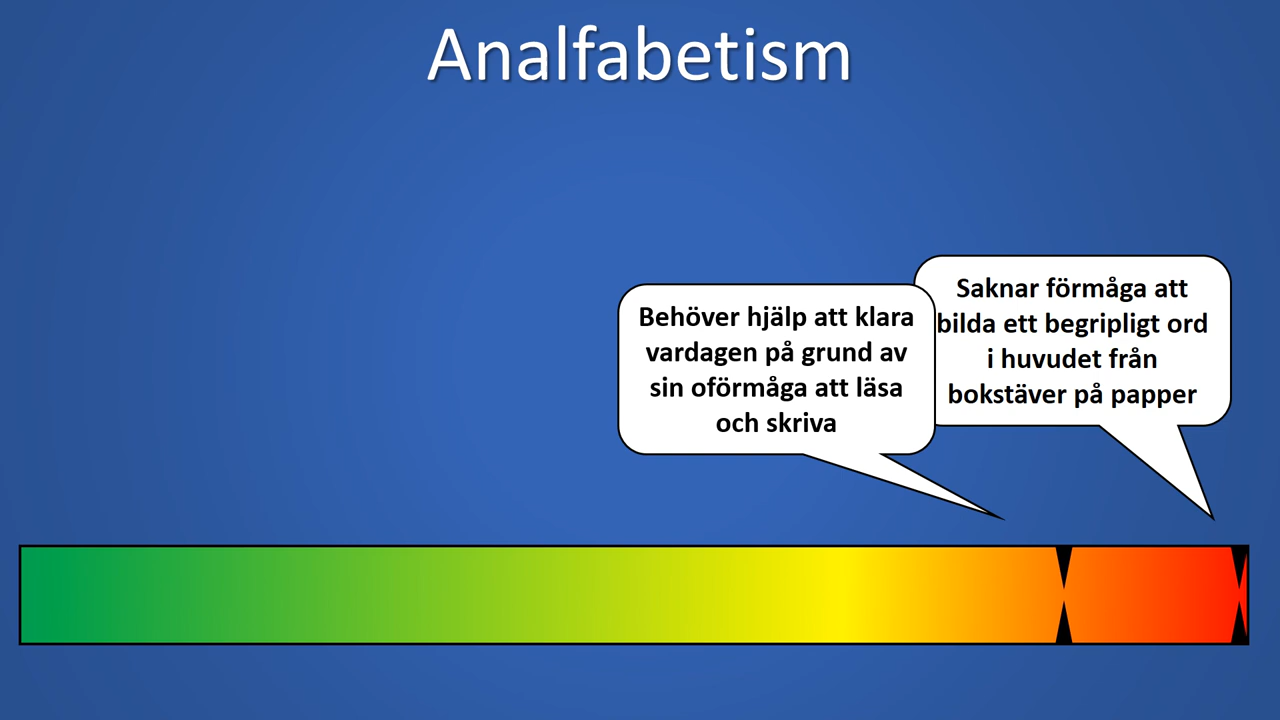 Analfabetism
Behöver hjälp att klara
vardagen på grund av
sin oförmåga att läsa
och skriva
Saknar förmåga att
bilda ett begripligt ord
i huvudet från
bokstäver på papper